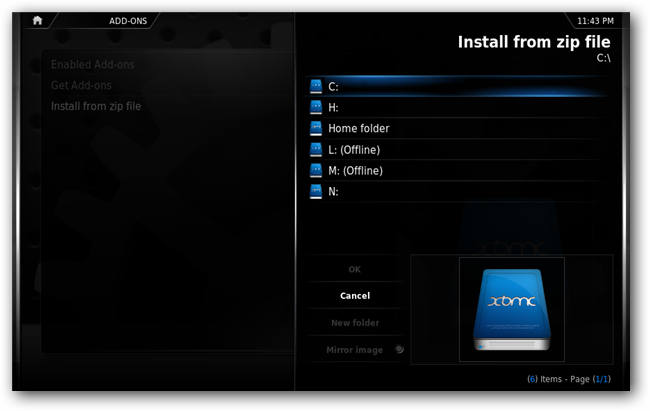 ADD-ONS
11:43 PM
Install from zip file
C:\
Enabled Add-ons
Get Add-ons
Install from zip file
C:
H:
Home folder
L: (Offline)
M: (Offline)
N:
OK
Cancel
New folder
Mirror image
xbmc
(6) Items - Page (1/1)